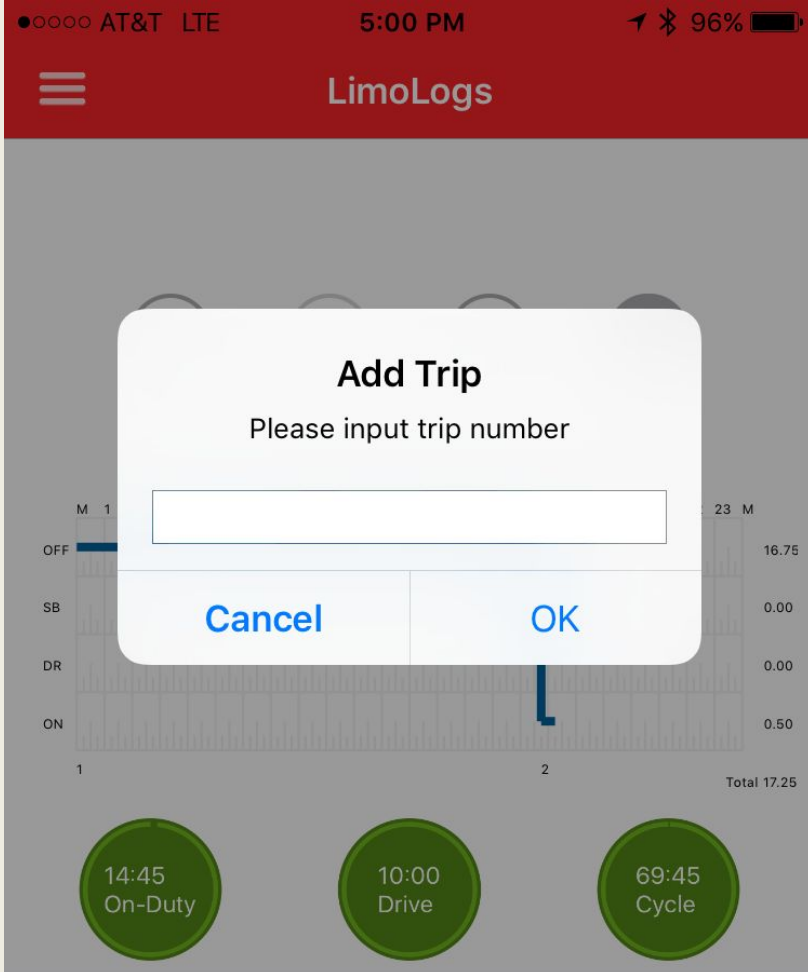 AT&T LTE 5:00 PM 96%
LimoLogs
Add Trip
Please input trip number
M 1 23 M
OFF 16.75
Cancel OK
SB 0.00
DR 0.00
ON 0.50
1 2
Total 17.25
14:45 10:00 69:45
On-Duty Drive Cycle